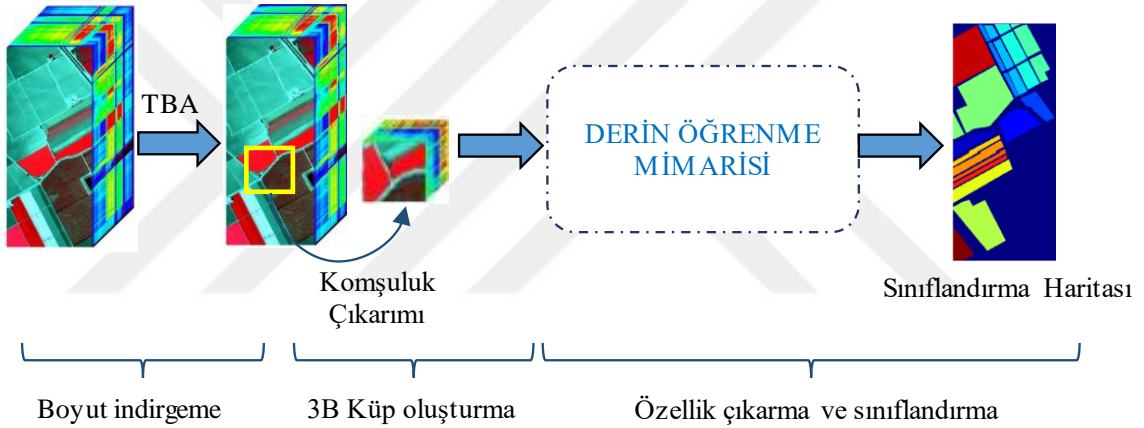 TBA
DERİN ÖĞRENME
MİMARİSİ
Komşuluk
Çıkarımı
Sınıflandırma Haritası
Boyut indirgeme
3B Küp oluşturma
Özellik çıkarma ve sınıflandırma